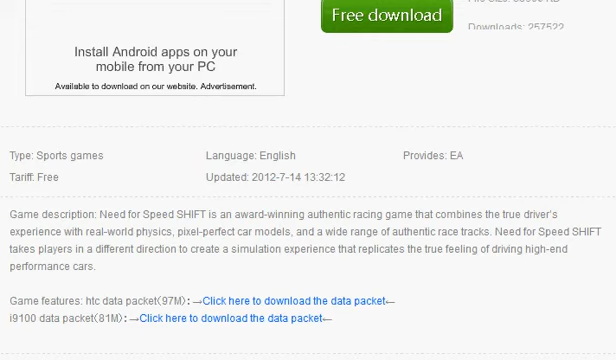 Free download
Downloads: 257522
Install Android apps on your
mobile from your PC
Available to download on our website. Advertisement.
Type: Sports games
Language: English
Provides: EA
Tariff: Free
Updated: 2012-7-14 13:32:12
Game description: Need for Speed SHIFT is an award-winning authentic racing game that combines the true driver's
experience with real-world physics, pixel-perfect car models, and a wide range of authentic race tracks. Need for Speed SHIFT
takes players in a different direction to create a simulation experience that replicates the true feeling of driving high-end
performance cars.
Game features: htc data packet(97M): →Click here to download the data packet←
i9100 data packet(81M): →Click here to download the data packet←